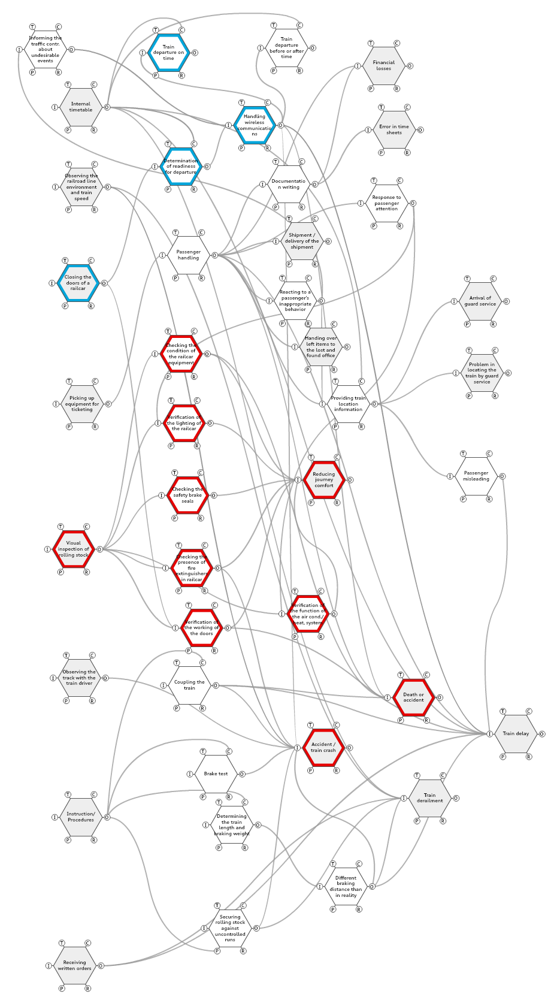 T
C
Informing the
traffic contr.
about
undesirable
events
I
O
P
R
T
C
Train
departure on
time
I
O
P
R
T
C
Train
departure
before or after
time
I
O
P
R
T
C
Financial
losses
I
O
P
R
T
C
Internal
timetable
I
O
P
R
T
C
Handling
wireless
communicatio
ns
I
O
P
R
T
C
Error in time
sheets
I
O
P
R
T
C
Determination
of readiness
for departure
I
O
P
R
T
C
Observing the
railroad line
environment
and train
speed
I
O
P
R
T
C
Documentatio
n writing
I
O
P
R
T
C
Response to
passenger
attention
I
O
P
R
T
C
Shipment /
delivery of the
shipment
I
O
P
R
T
C
Passenger
handling
I
O
P
R
T
C
Closing the
doors of a
railcar
I
O
P
R
T
C
Reacting to a
passenger's
inappropriate
behavior
I
O
P
R
T
C
Arrival of
guard service
I
O
P
R
C
Handing over
left items to
the lost and
found office
I
O
P
R
T
C
Checking the
condition of
the railcar
equipment
I
O
P
R
T
C
Problem in
locating the
train by guard
service
I
O
P
R
T
C
Picking up
equipment for
ticketing
I
O
P
R
T
C
Providing train
location
information
I
O
P
R
T
C
Verification of
the lighting of
the railcar
I
O
P
R
T
C
Reducing
journey
comfort
I
O
P
R
T
C
Passenger
misleading
I
O
P
R
T
C
Checking the
safety brake
seals
I
O
P
R
T
C
Visual
inspection of
rolling stock
I
O
P
R
T
C
Checking the
presence of
fire
extinguishers
in railcar
I
O
P
R
T
C
Verification of
the function of
the air cond./
heat, system
I
O
P
R
T
C
Verification of
the working of
the doors
I
O
P
R
T
C
Observing the
track with the
train driver
I
O
P
R
T
C
Coupling the
train
I
O
P
R
T
C
Death or
accident
I
O
P
R
T
C
Train delay
I
O
P
R
T
C
Accident /
train crash
I
O
P
R
T
C
Brake test
I
O
P
R
T
C
Train
derailment
I
O
P
R
T
C
Instruction/
Procedures
I
O
P
R
T
C
Determining
the train
length and
braking weight
I
O
P
R
T
C
Different
braking
distance than
in reality
I
O
P
R
T
C
Securing
rolling stock
against
uncontrolled
runs
I
O
P
R
T
C
Receiving
written orders
I
O
P
R